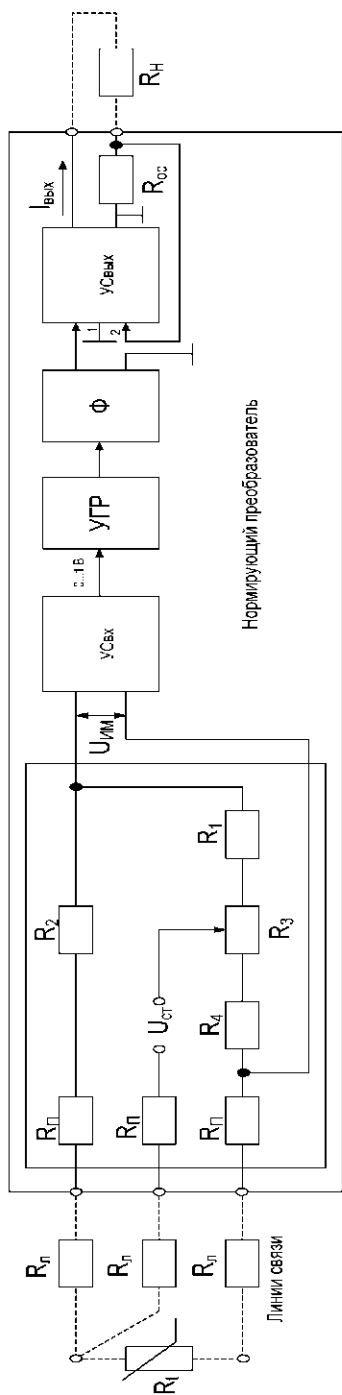 Rt
Rл
Rл
Rл
Линии связи
RП
RП
RП
R2
Uст
R4
R3
R1
UИМ
УСвх
0...1 В
УГР
Ф
1
2
УСвых
Iвых
Rос
RН
Нормирующий преобразователь